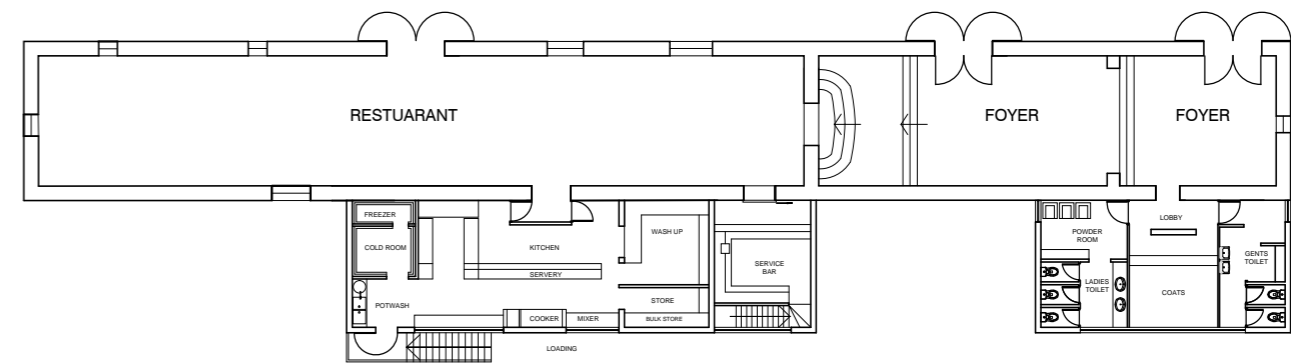 RESTUARANT
FOYER
FOYER
FREEZER
COLD ROOM
KITCHEN
WASH UP
SERVERY
SERVICE
BAR
POTWASH
STORE
COOKER
MIXER
BULK STORE
LOADING
LOBBY
POWDER
ROOM
GENTS
TOILET
LADIES
TOILET
COATS